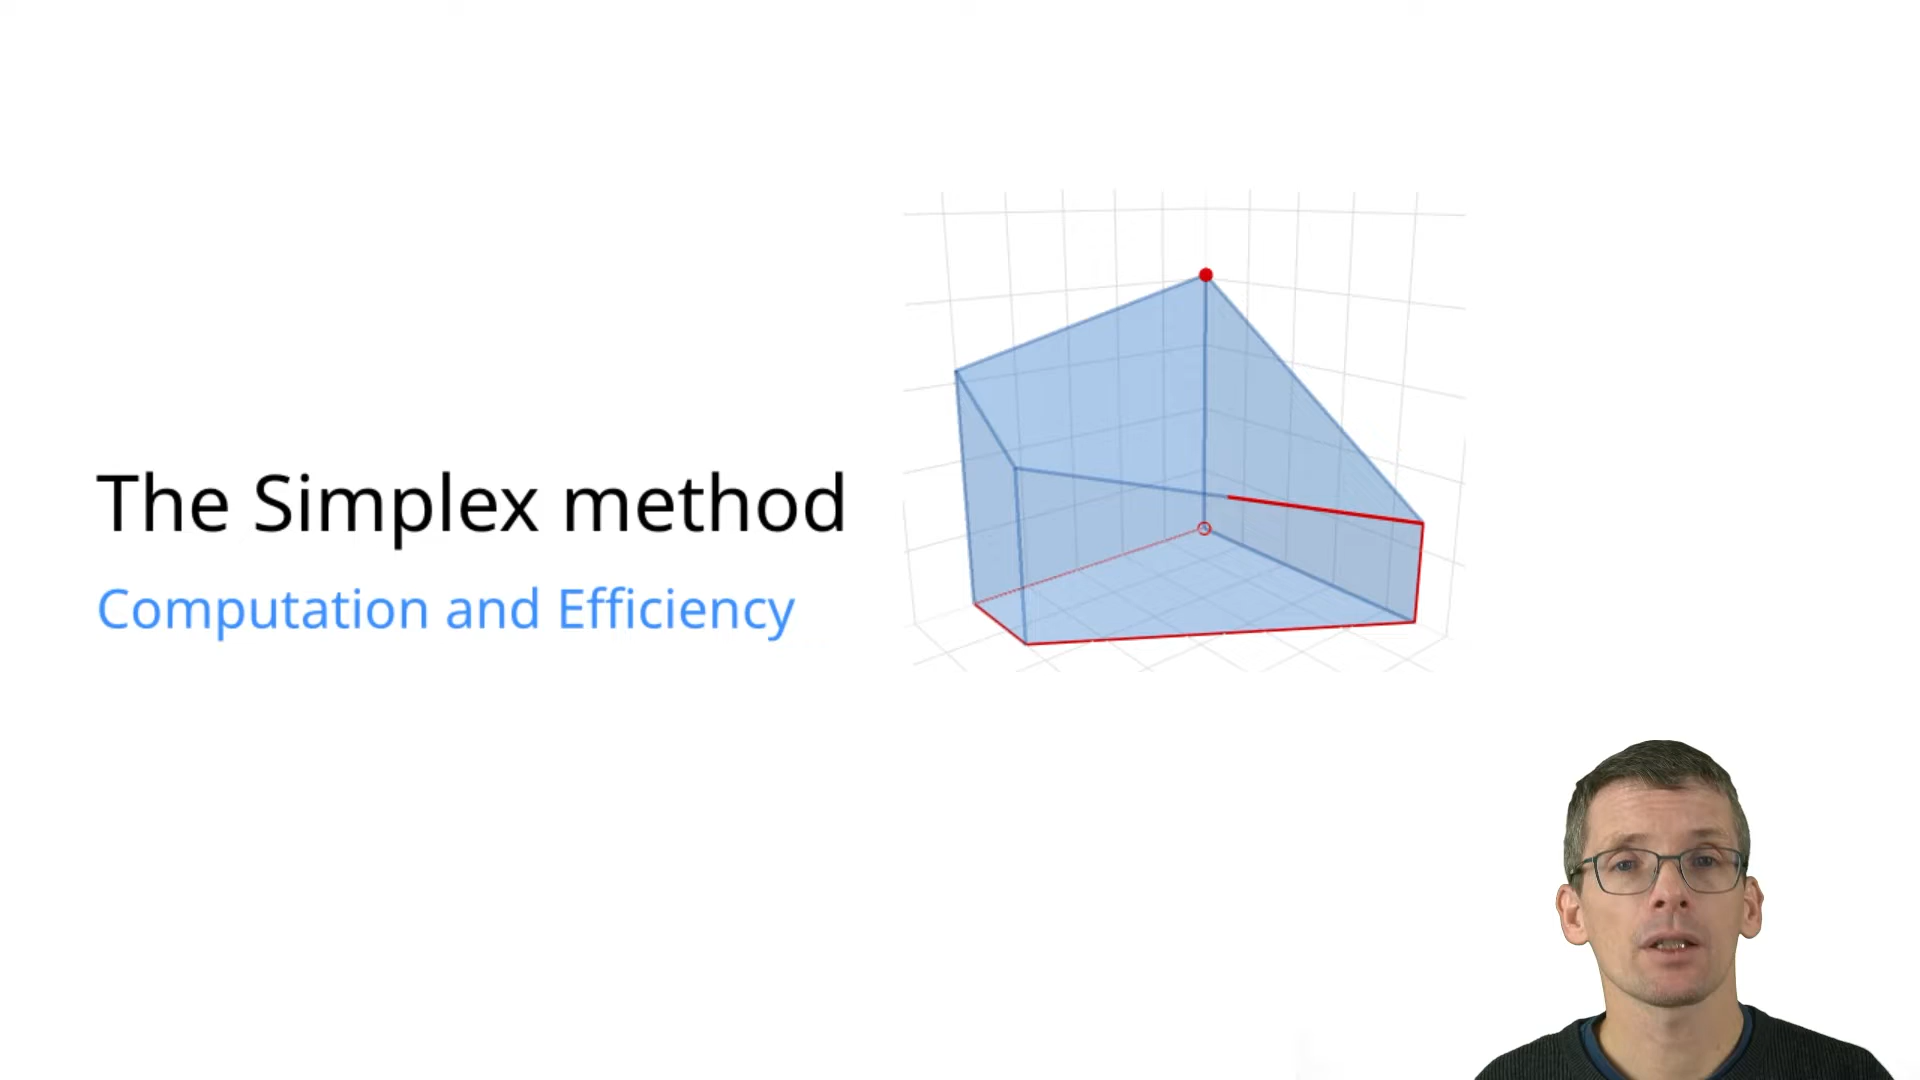 The Simplex method
Computation and Efficiency